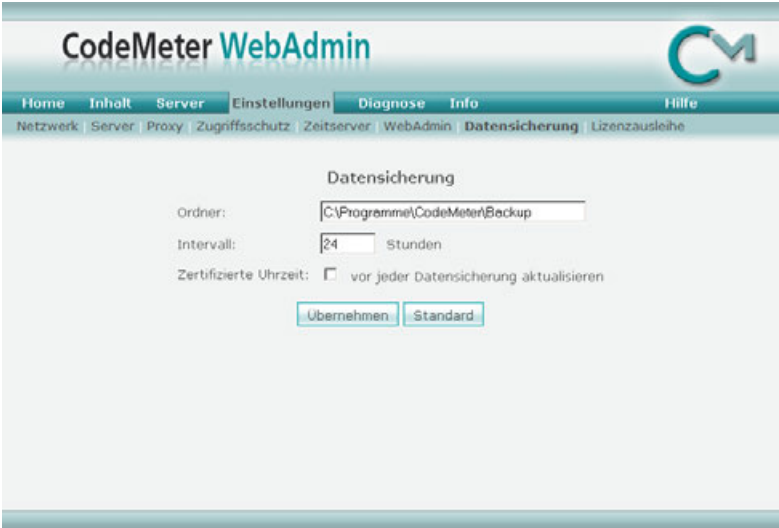 CodeMeter WebAdmin
CM
Home Inhalt Server Einstellungen Diagnose Info Hilfe
Netzwerk | Server | Proxy | Zugriffsschutz | Zeitserver | WebAdmin | Datensicherung | Lizenzausleihe
Datensicherung
Ordner: C:\Programme\CodeMeter\Backup
Intervall: 24 Stunden
Zertifizierte Uhrzeit: vor jeder Datensicherung aktualisieren
Übernehmen Standard